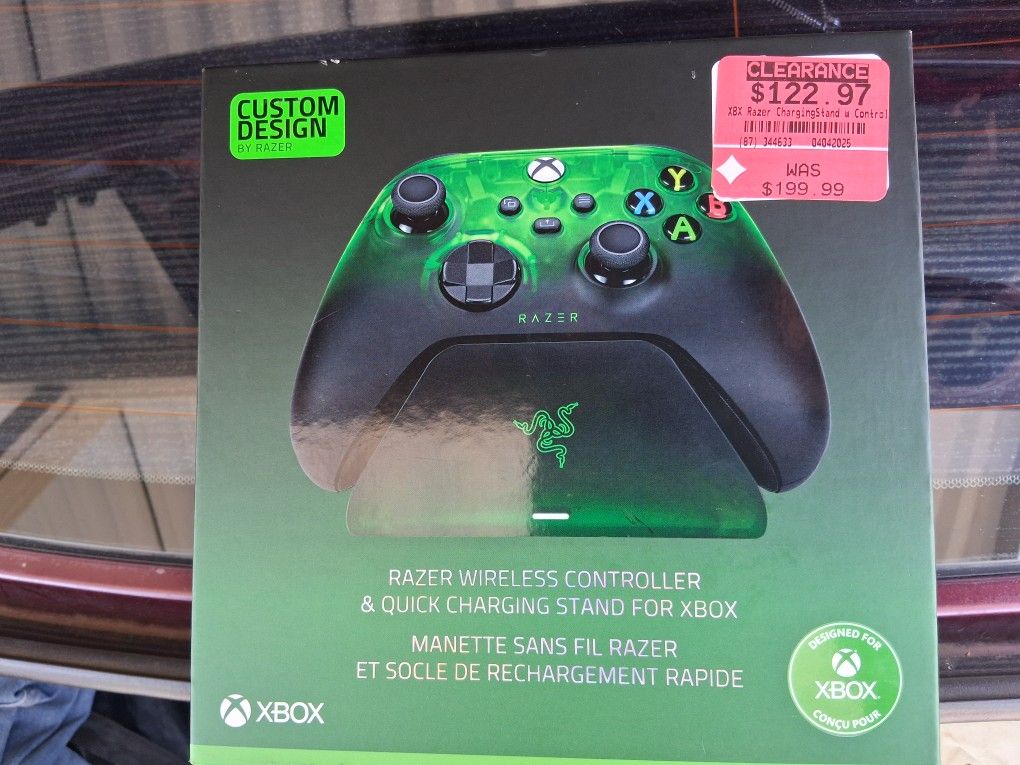 CUSTOM
DESIGN
BY RAZER
CLEARANCE
$122.97
XBX Razer ChargingStand w Control
(87) 344633 04042025
WAS
$199.99
Y
X
B
A
RAZER
RAZER WIRELESS CONTROLLER
& QUICK CHARGING STAND FOR XBOX
MANETTE SANS FIL RAZER
ET SOCLE DE RECHARGEMENT RAPIDE
XBOX
DESIGNED FOR
XBOX
CONÇU POUR